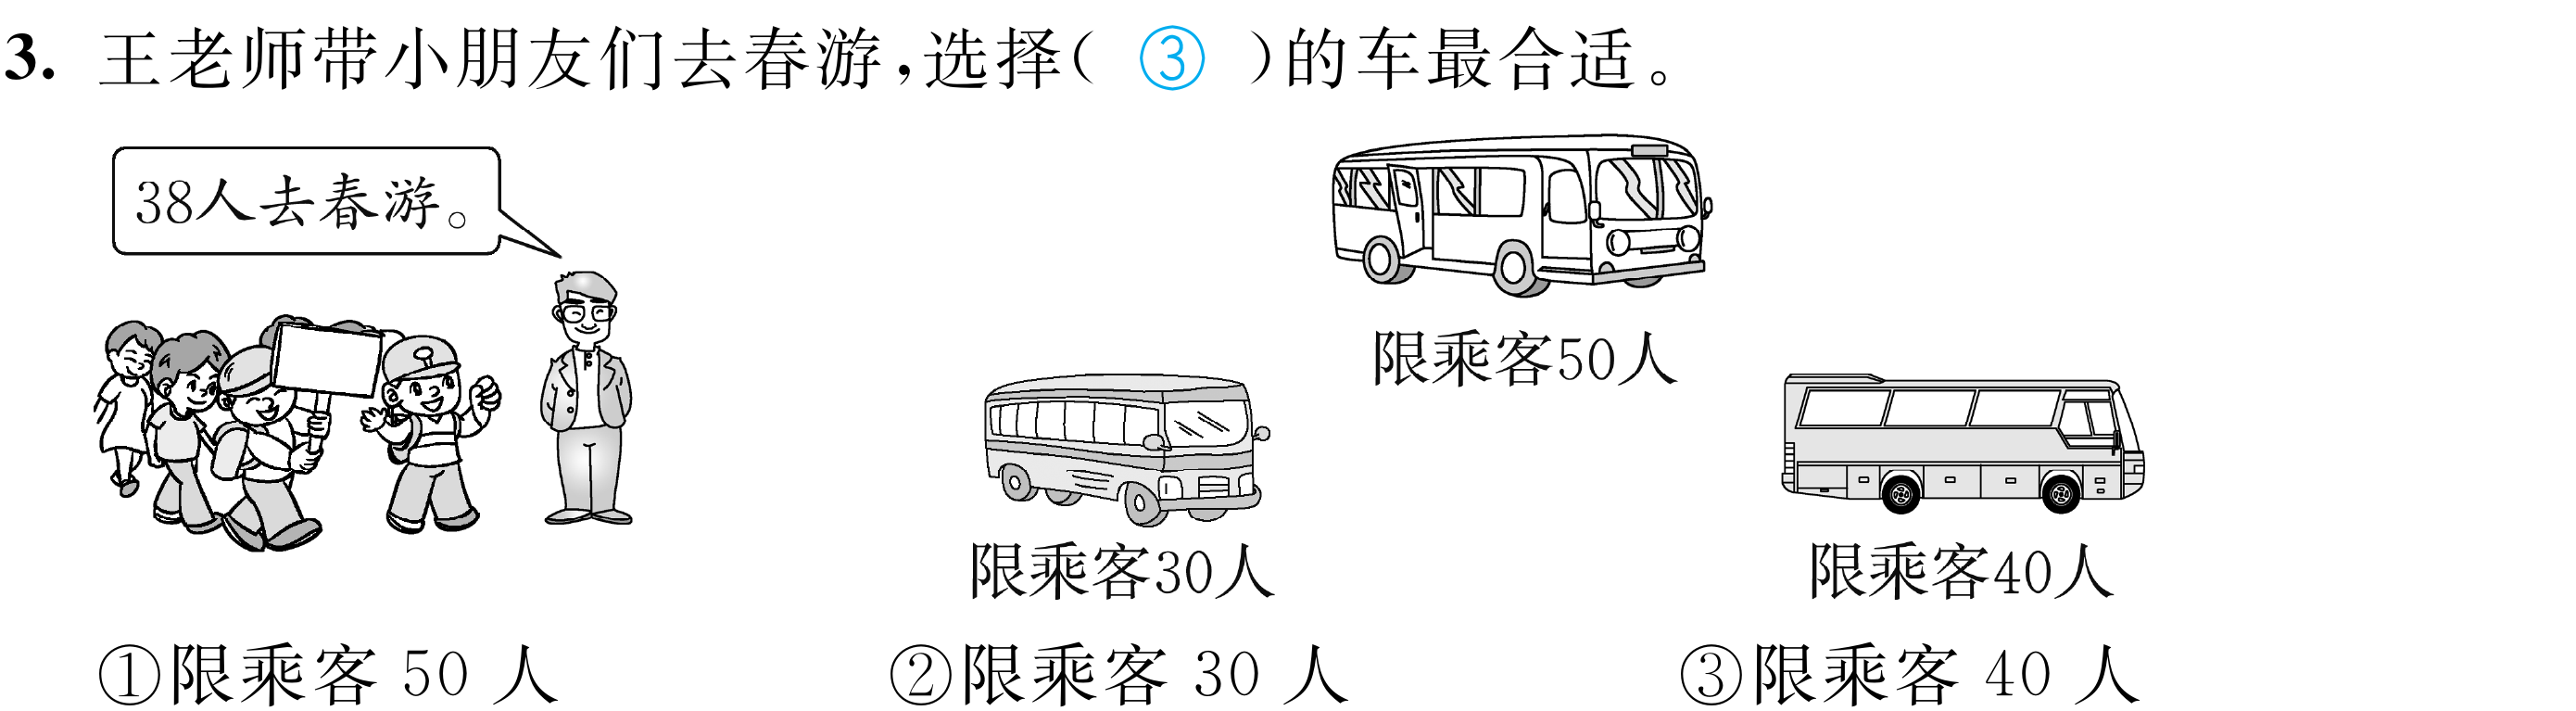 3. 王老师带小朋友们去春游,选择( ③ )的车最合适。
38人去春游。
限乘客50人
限乘客30人
限乘客40人
①限乘客 50 人 ②限乘客 30 人 ③限乘客 40 人